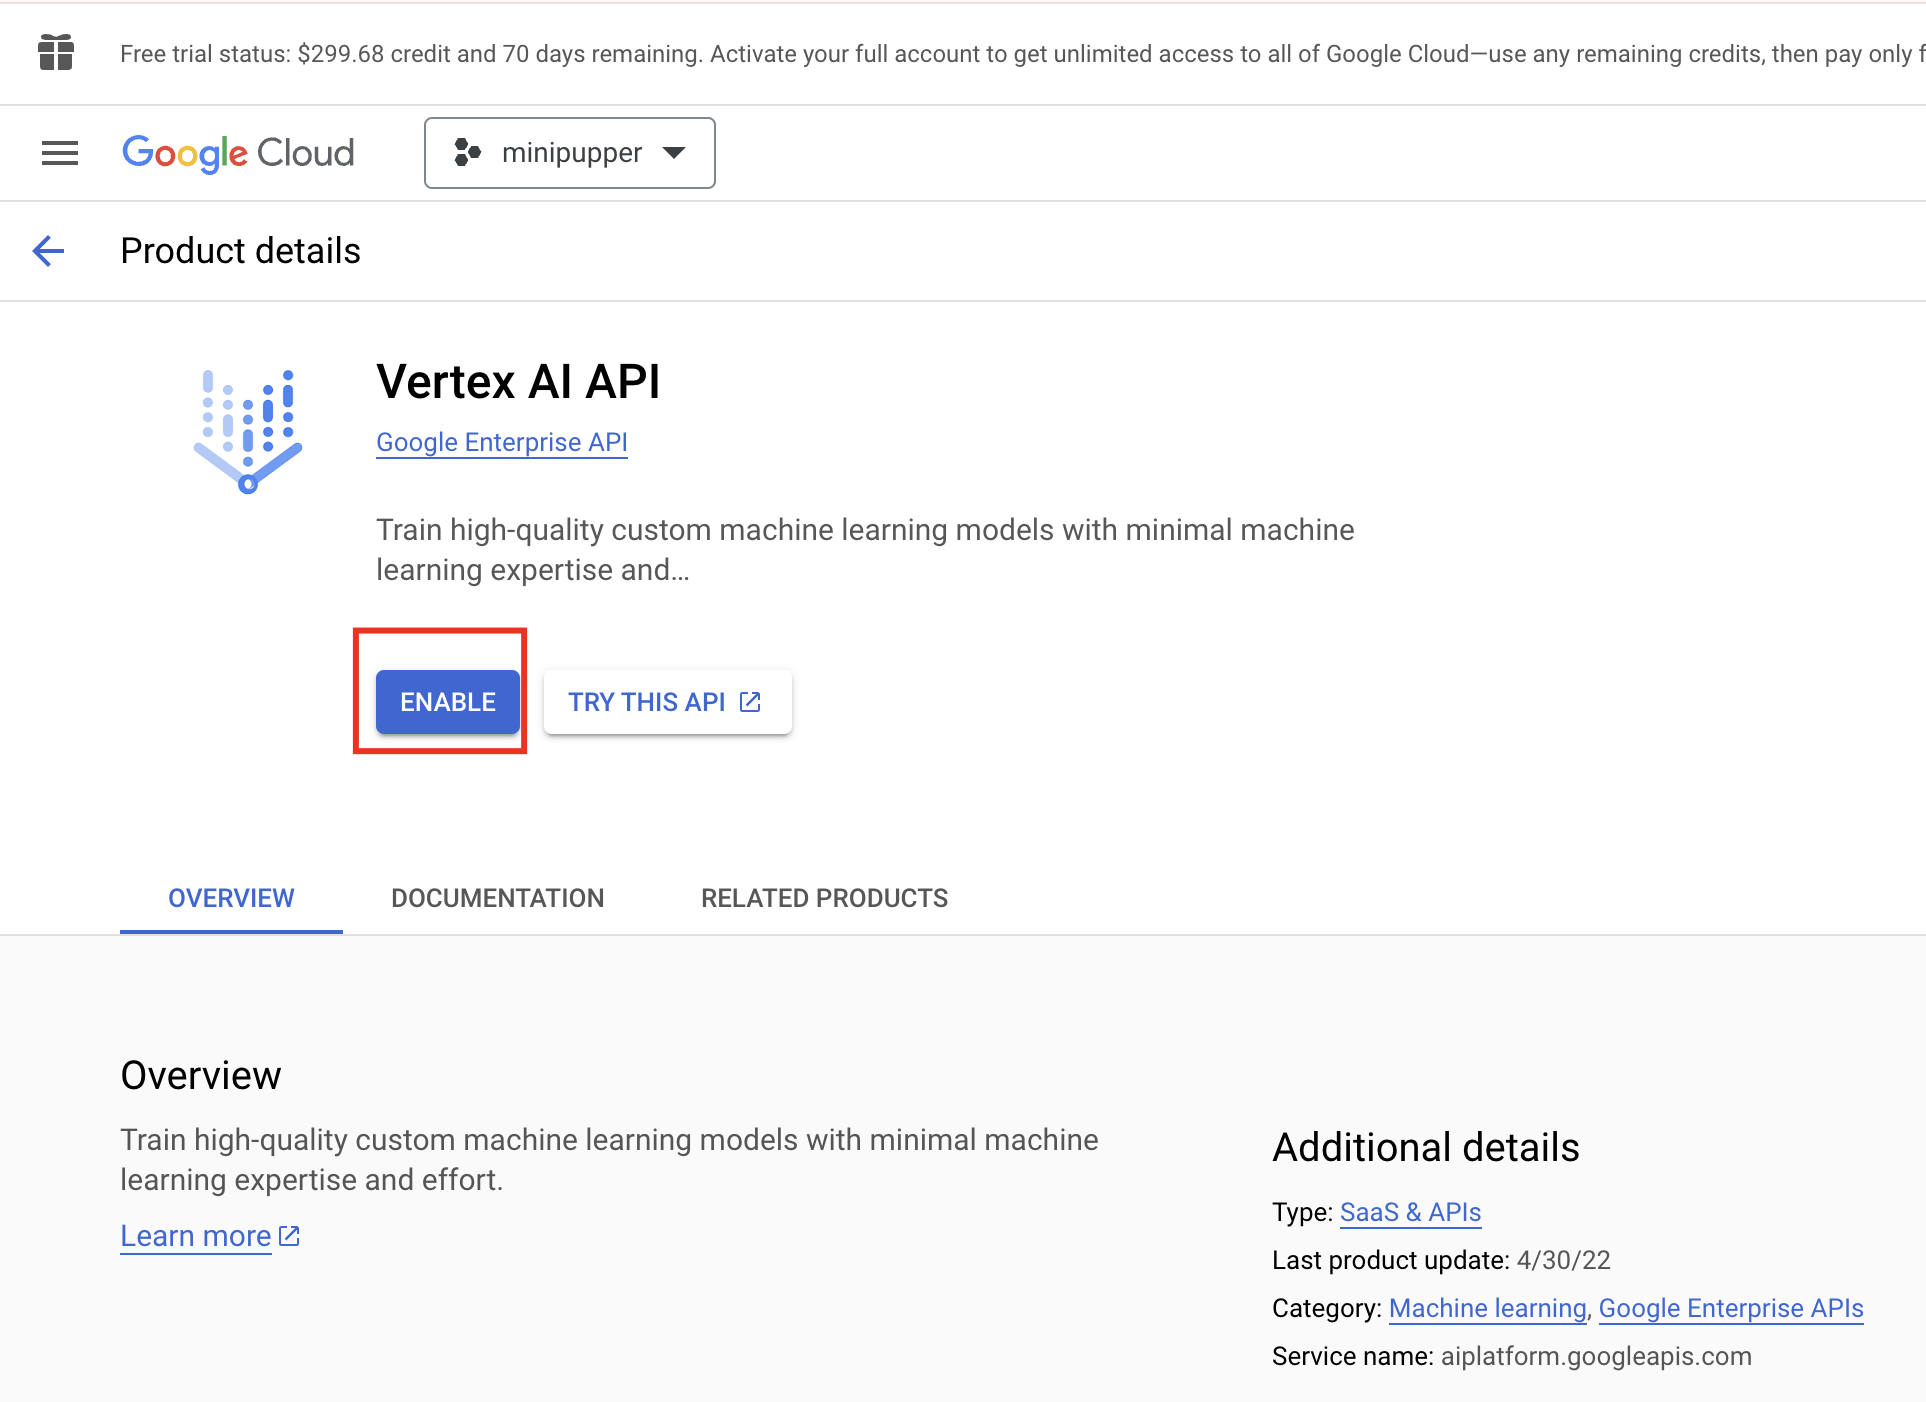 Free trial status: $299.68 credit and 70 days remaining. Activate your full account to get unlimited access to all of Google Cloud—use any remaining credits, then pay only f
Google Cloud
minipupper
Product details
Vertex AI API
Google Enterprise API
Train high-quality custom machine learning models with minimal machine
learning expertise and…
ENABLE
TRY THIS API
OVERVIEW
DOCUMENTATION
RELATED PRODUCTS
Overview
Train high-quality custom machine learning models with minimal machine
learning expertise and effort.
Learn more
Additional details
Type: SaaS & APIs
Last product update: 4/30/22
Category: Machine learning, Google Enterprise APIs
Service name: aiplatform.googleapis.com